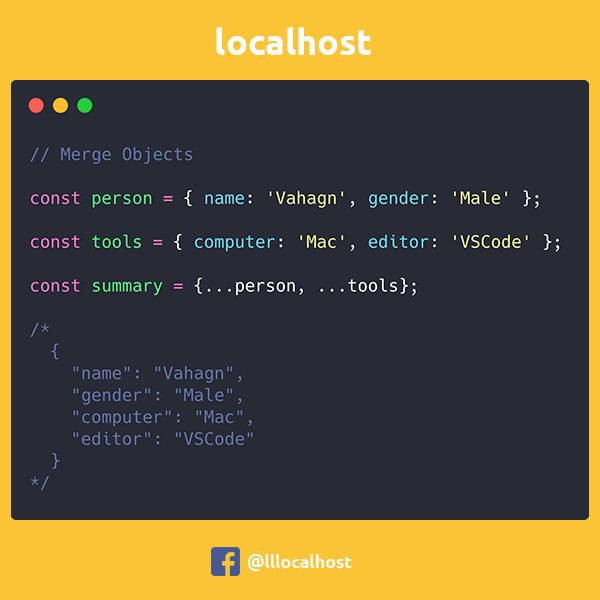 localhost
// Merge Objects
const person = { name: 'Vahagn', gender: 'Male' };
const tools = { computer: 'Mac', editor: 'VSCode' };
const summary = {...person, ...tools};
/*
  {
    "name": "Vahagn",
    "gender": "Male",
    "computer": "Mac",
    "editor": "VSCode"
  }
*/
@lllocalhost